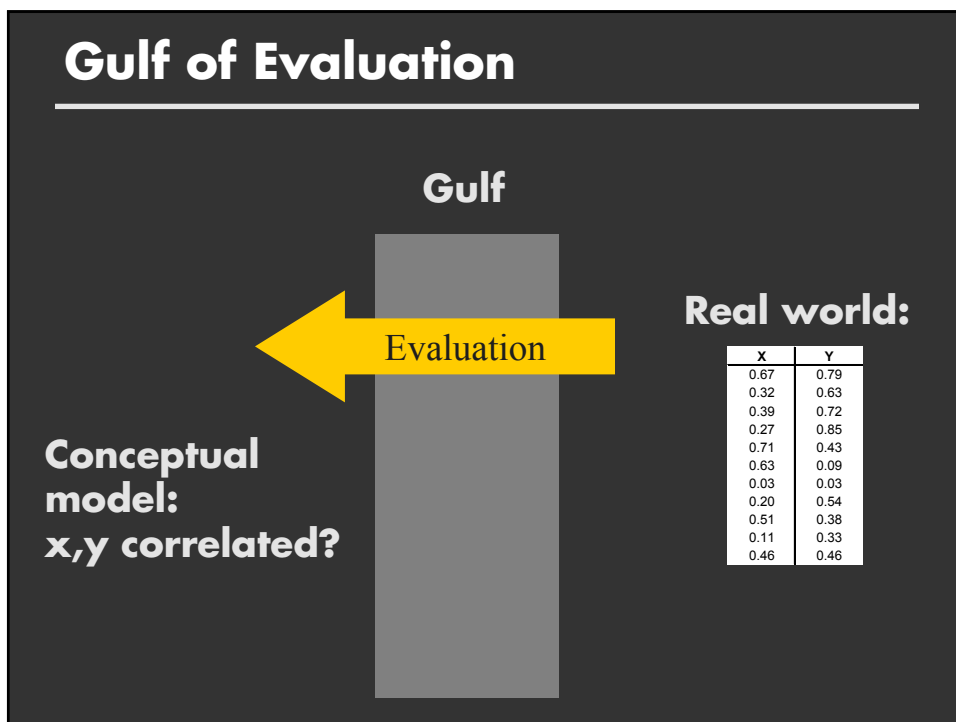 Gulf of Evaluation
Gulf
Evaluation
Real world:
X Y
0.67 0.79
0.32 0.63
0.39 0.72
0.27 0.85
0.71 0.43
0.63 0.09
0.03 0.03
0.20 0.54
0.51 0.38
0.11 0.33
0.46 0.46
Conceptual
model:
x,y correlated?